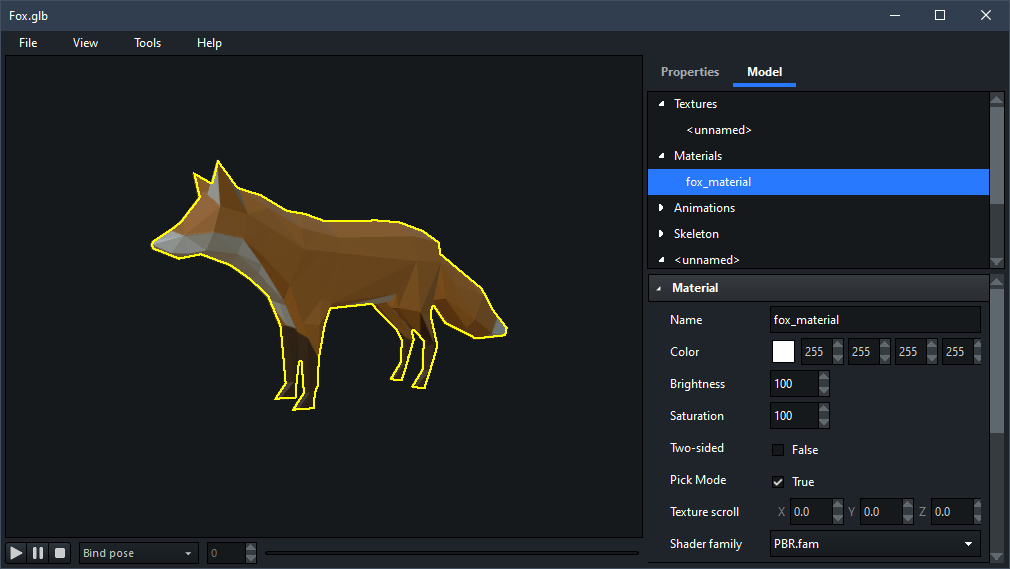 Fox.glb
File View Tools Help
Properties Model
Textures
<unnamed>
Materials
fox_material
Animations
Skeleton
<unnamed>
Material
Name fox_material
Color 255 255 255 255
Brightness 100
Saturation 100
Two-sided False
Pick Mode True
Texture scroll X 0.0 Y 0.0 Z 0.0
Shader family PBR.fam
Bind pose 0